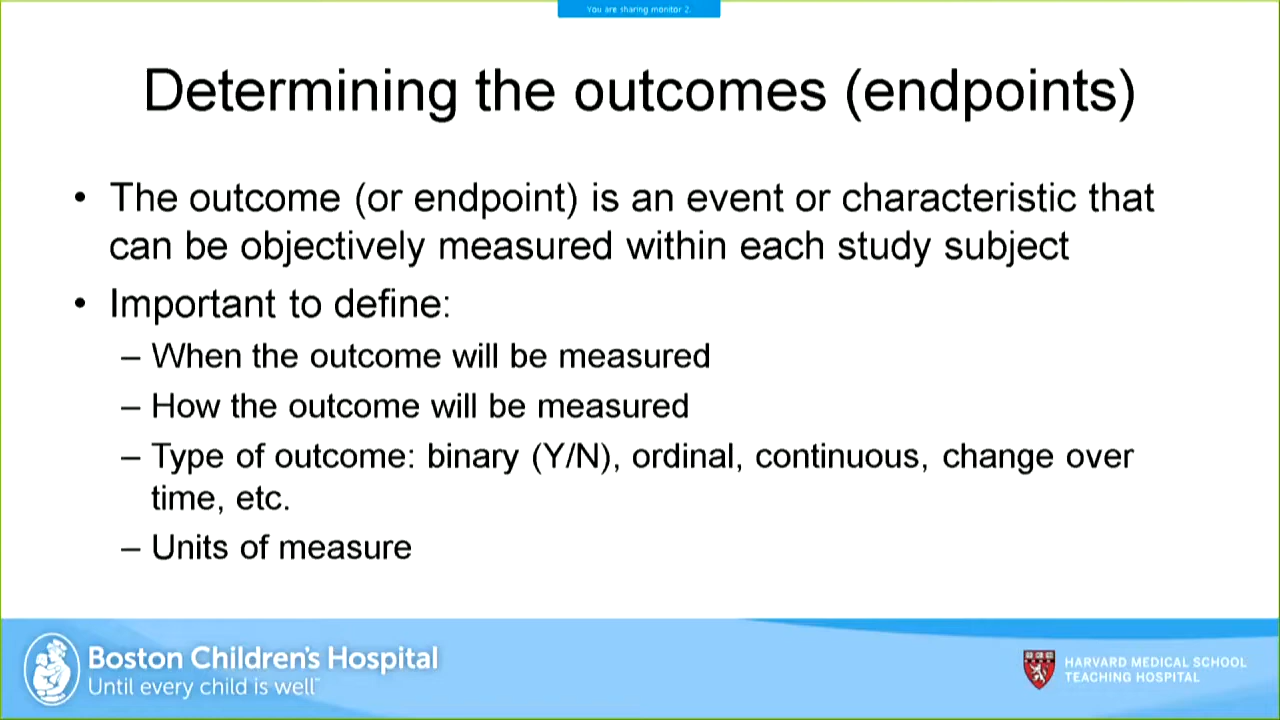 You are sharing monitor 2.
Determining the outcomes (endpoints)
• The outcome (or endpoint) is an event or characteristic that
can be objectively measured within each study subject
• Important to define:
– When the outcome will be measured
– How the outcome will be measured
– Type of outcome: binary (Y/N), ordinal, continuous, change over
time, etc.
– Units of measure
Boston Children's Hospital
Until every child is well™
HARVARD MEDICAL SCHOOL
TEACHING HOSPITAL